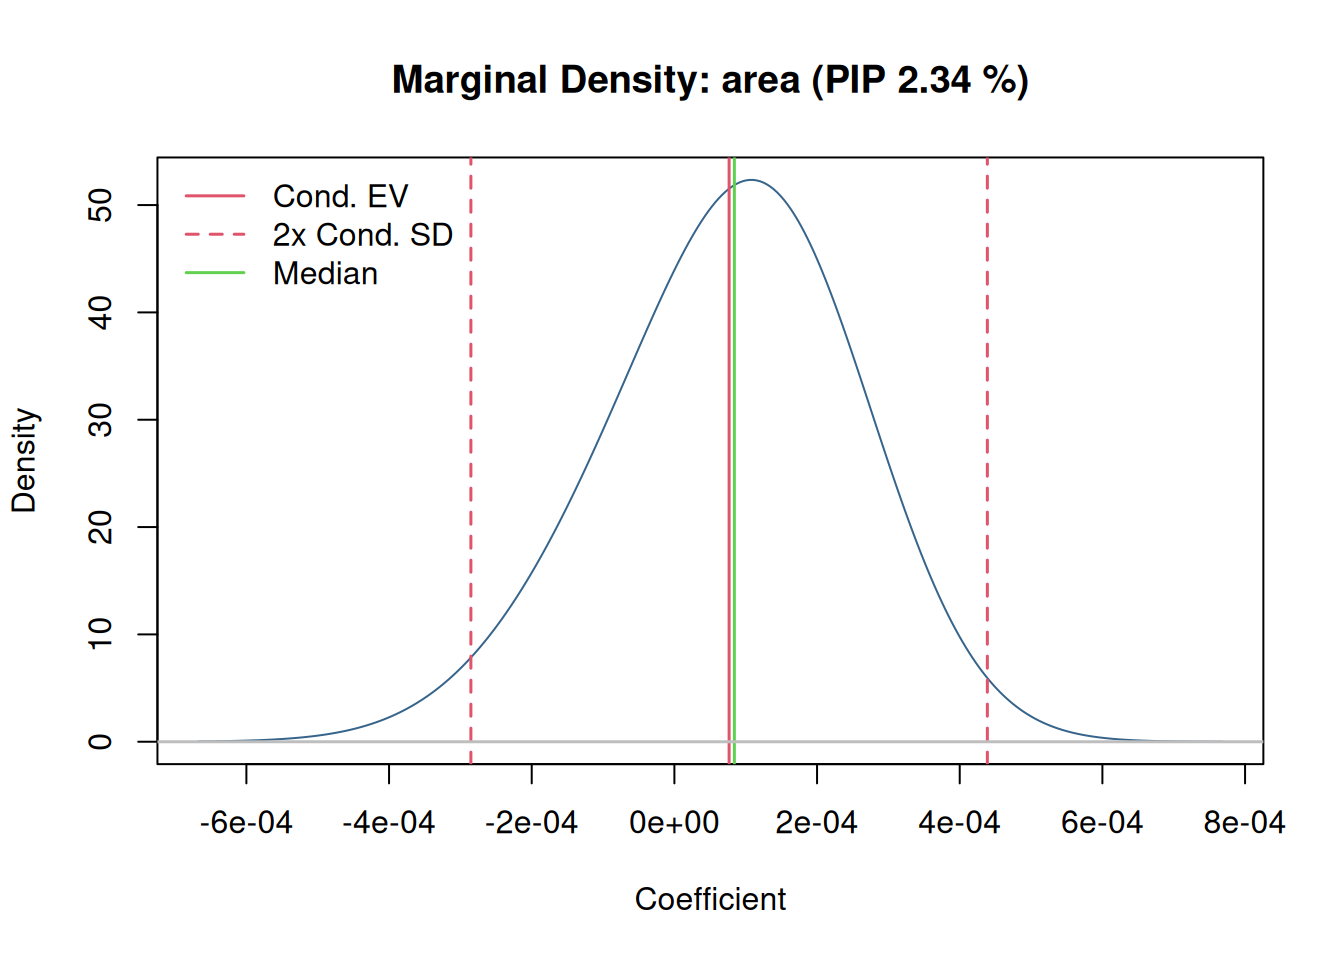 Marginal Density: area (PIP 2.34 %)
Cond. EV
2x Cond. SD
Median
Density
50
40
30
20
10
0
-6e-04 -4e-04 -2e-04 0e+00 2e-04 4e-04 6e-04 8e-04
Coefficient